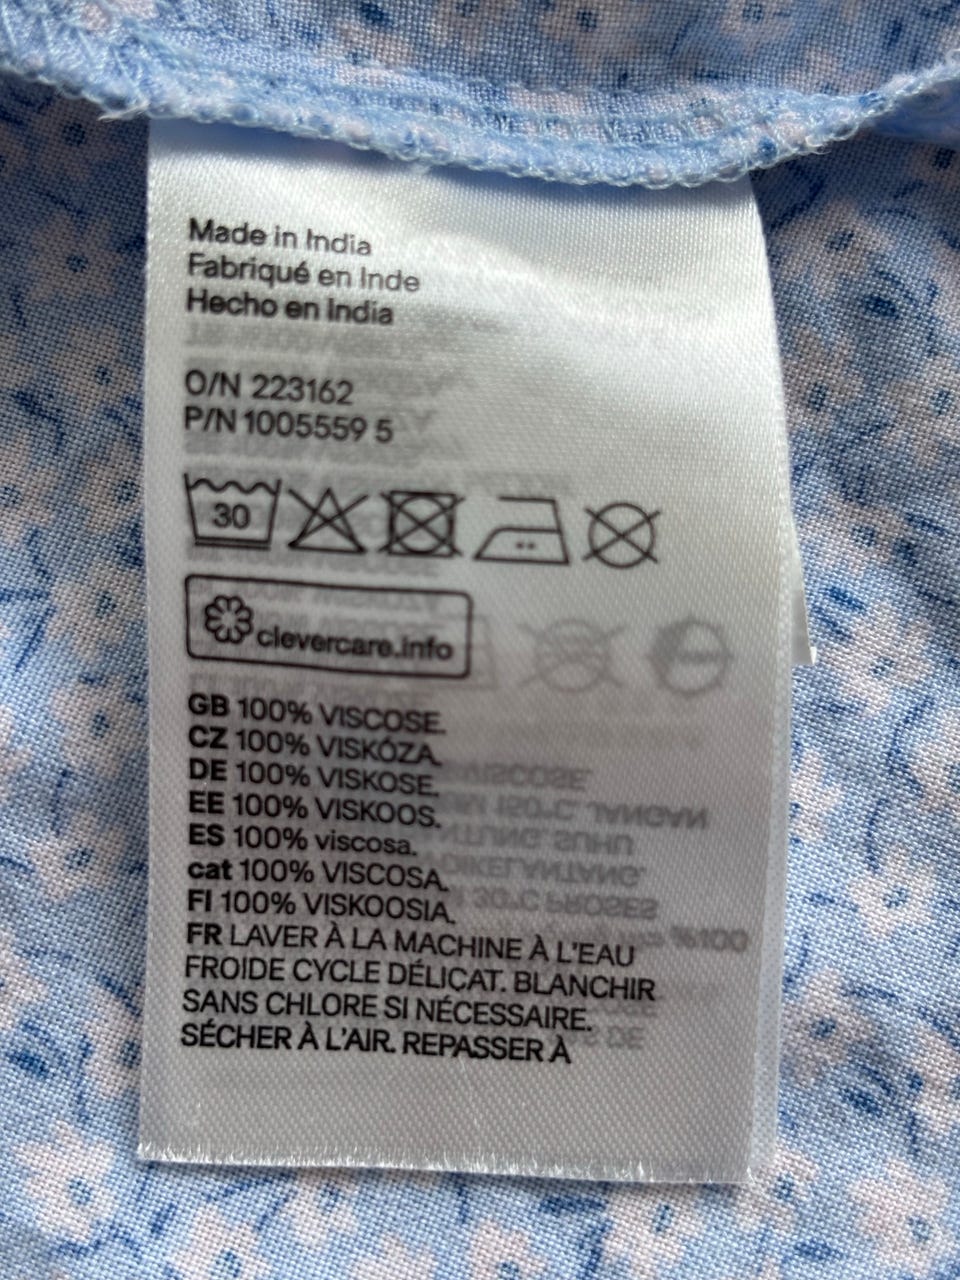 Made in India
Fabriqué en Inde
Hecho en India
O/N 223162
P/N 1005559 5
30
clevercare.info
GB 100% VISCOSE.
CZ 100% VISKÓZA.
DE 100% VISKOSE.
EE 100% VISKOOS.
ES 100% viscosa.
cat 100% VISCOSA.
FI 100% VISKOOSIA.
FR LAVER À LA MACHINE À L'EAU
FROIDE CYCLE DÉLICAT. BLANCHIR
SANS CHLORE SI NÉCESSAIRE.
SÉCHER À L'AIR. REPASSER À